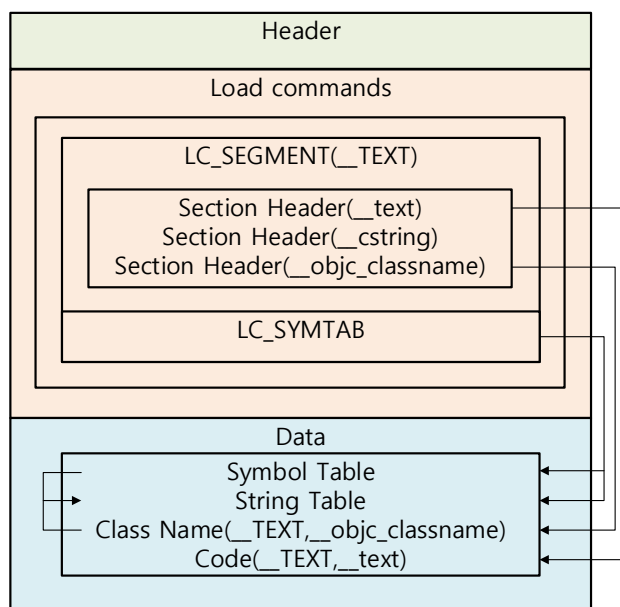 Header
Load commands
LC_SEGMENT(__TEXT)
Section Header(__text)
Section Header(__cstring)
Section Header(__objc_classname)
LC_SYMTAB
Data
Symbol Table
String Table
Class Name(__TEXT,__objc_classname)
Code(__TEXT,__text)